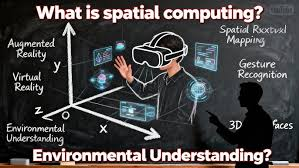 What is spatial computing?
Augmented
Reality
Virtual
Reality
Environmental
Understanding
y
z
x
Spatial
Mapping
Gesture
Recognition
3D
Environmental Understanding?